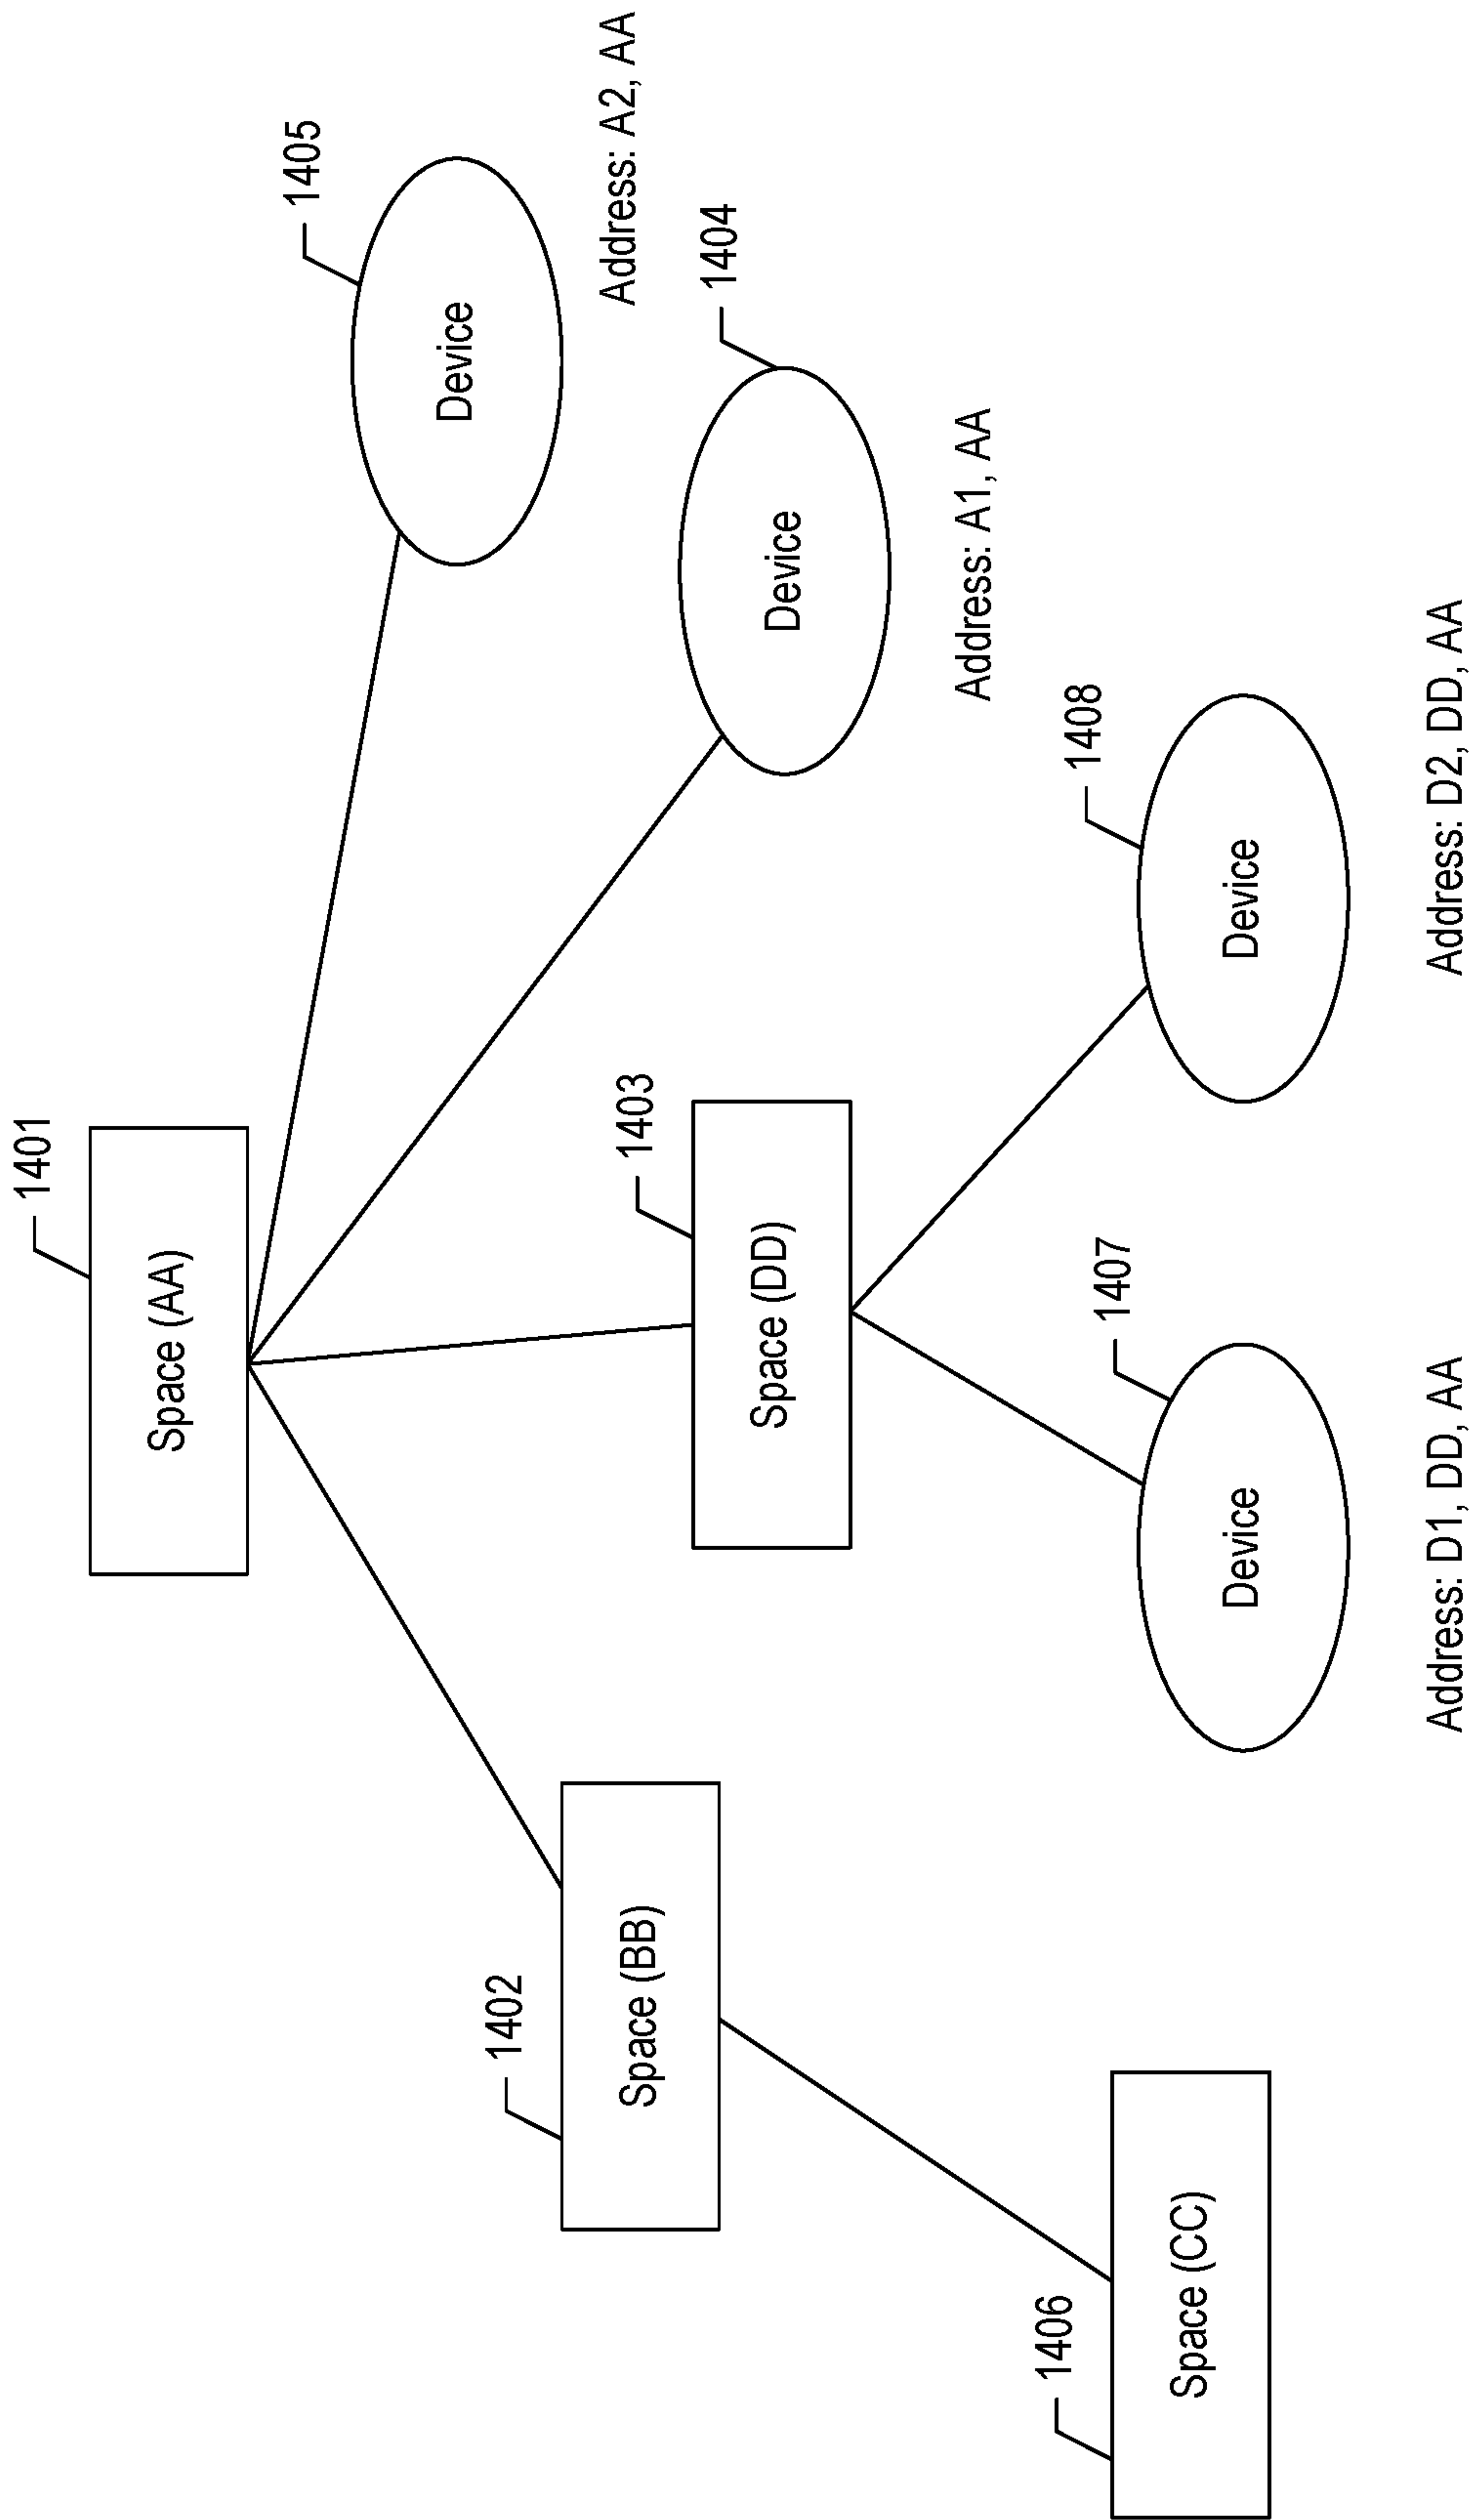 1401
Space (AA)
1405
Device
Address: A2, AA
1402
Space (BB)
1403
Space (DD)
1404
Device
Address: A1, AA
1406
Space (CC)
1407
Device
Address: D1, DD, AA
1408
Device
Address: D2, DD, AA